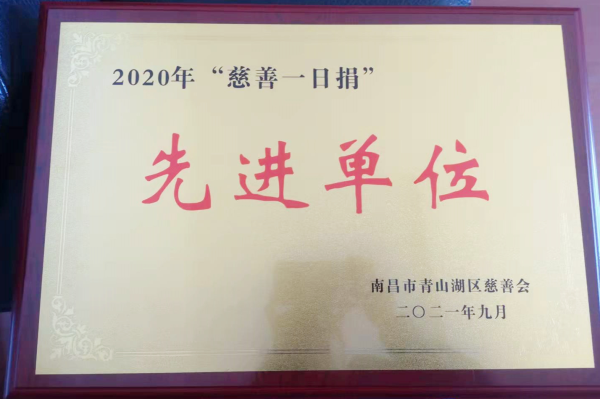 2020年“慈善一日捐”
先进单位
南昌市青山湖区慈善会
二〇二一年九月